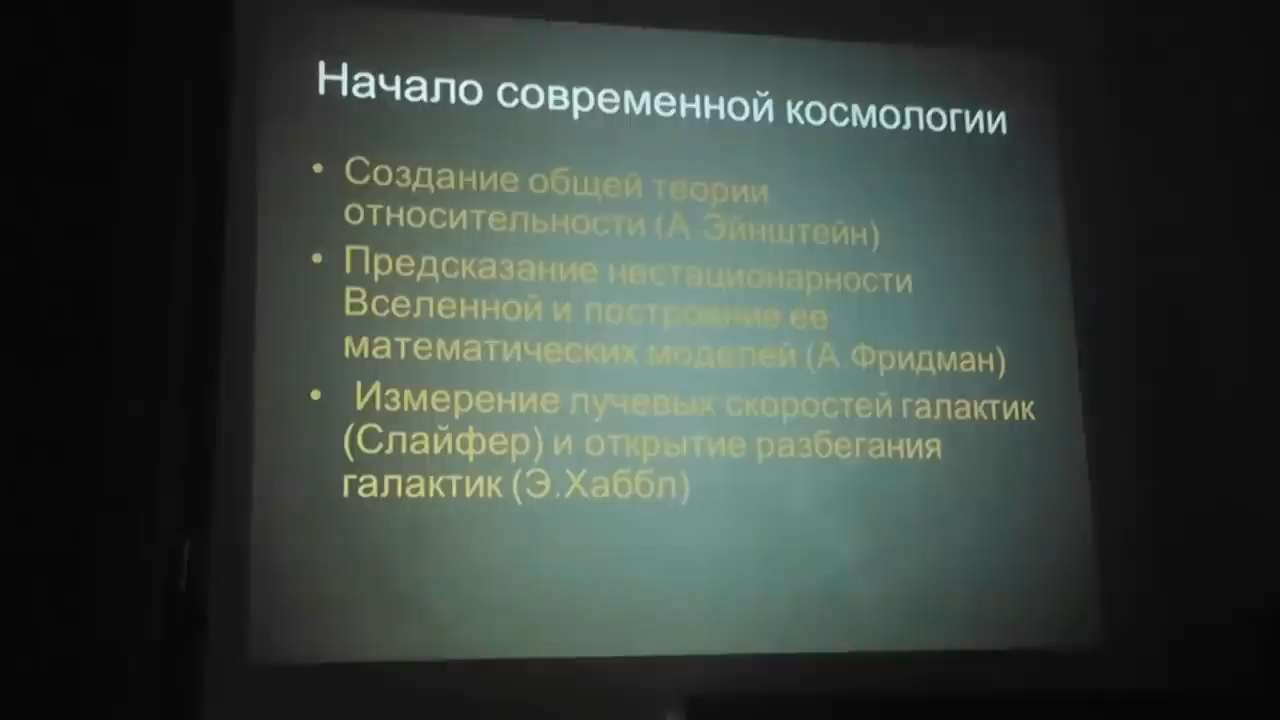 Начало современной космологии
• Создание общей теории
относительности (А.Эйнштейн)
• Предсказание нестационарности
Вселенной и построение ее
математических моделей (А.Фридман)
• Измерение лучевых скоростей галактик
(Слайфер) и открытие разбегания
галактик (Э.Хаббл)